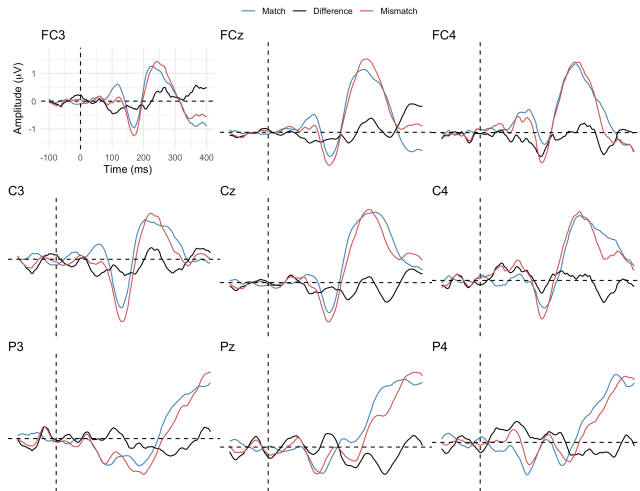 Match Difference Mismatch
FC3 FCz FC4
Amplitude (μV)
1
0
-1
-100 0 100 200 300 400
Time (ms)
C3 Cz C4
P3 Pz P4